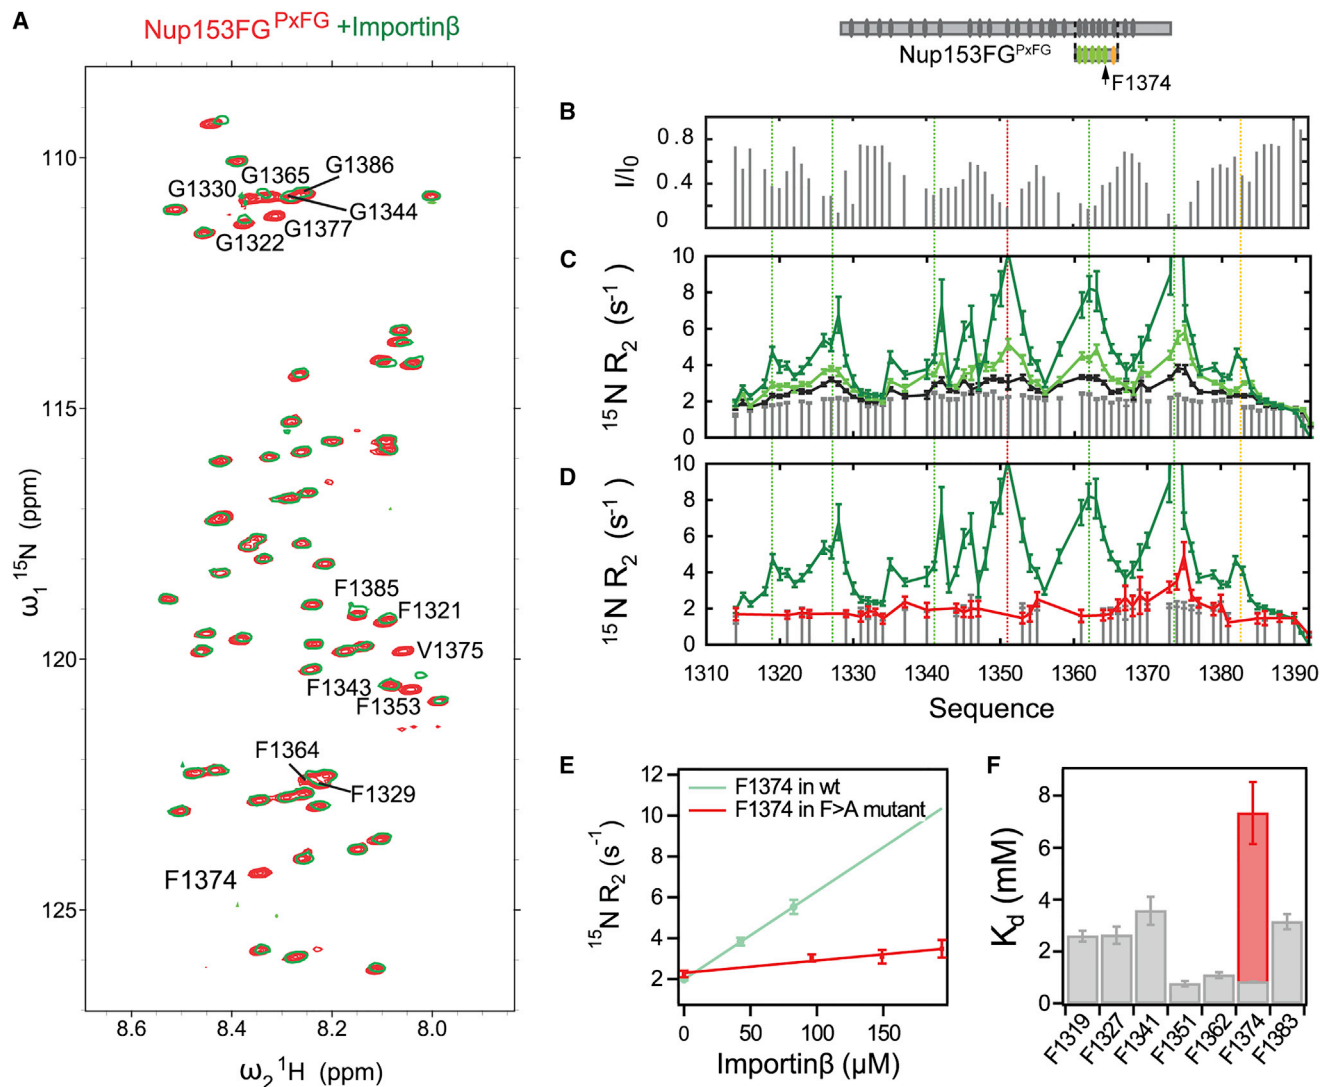 A
Nup153FG^PxFG +Importinβ
Nup153FG^PxFG
F1374
110
115
120
125
8.6
8.4
8.2
8.0
ω₁ ¹⁵N (ppm)
ω₂ ¹H (ppm)
G1365
G1386
G1330
G1344
G1377
G1322
F1385
F1321
V1375
F1343
F1353
F1364
F1329
F1374
B
I/I₀
0.8
0.4
0
C
¹⁵N R₂ (s⁻¹)
10
8
6
4
2
0
D
¹⁵N R₂ (s⁻¹)
10
8
6
4
2
0
1310 1320 1330 1340 1350 1360 1370 1380 1390
Sequence
E
F1374 in wt
F1374 in F>A mutant
¹⁵N R₂ (s⁻¹)
12
10
8
6
4
2
0 50 100 150
Importinβ (μM)
F
K_d (mM)
8
6
4
2
0
F1319 F1327 F1341 F1351 F1362 F1374 F1383